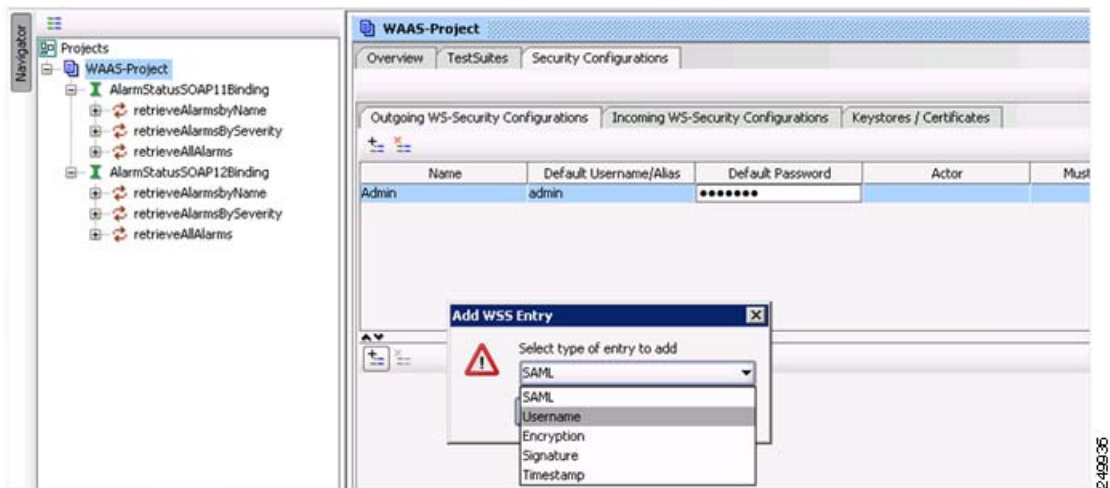 Navigator
Projects
WAAS-Project
AlarmStatusSOAP11Binding
retrieveAlarmsbyName
retrieveAlarmsBySeverity
retrieveAllAlarms
AlarmStatusSOAP12Binding
retrieveAlarmsbyName
retrieveAlarmsBySeverity
retrieveAllAlarms
WAAS-Project
Overview TestSuites Security Configurations
Outgoing WS-Security Configurations Incoming WS-Security Configurations Keystores / Certificates
Name Default Username/Alias Default Password Actor Must
Admin admin •••••••
Add WSS Entry
Select type of entry to add
SAML
SAML
Username
Encryption
Signature
Timestamp
249935